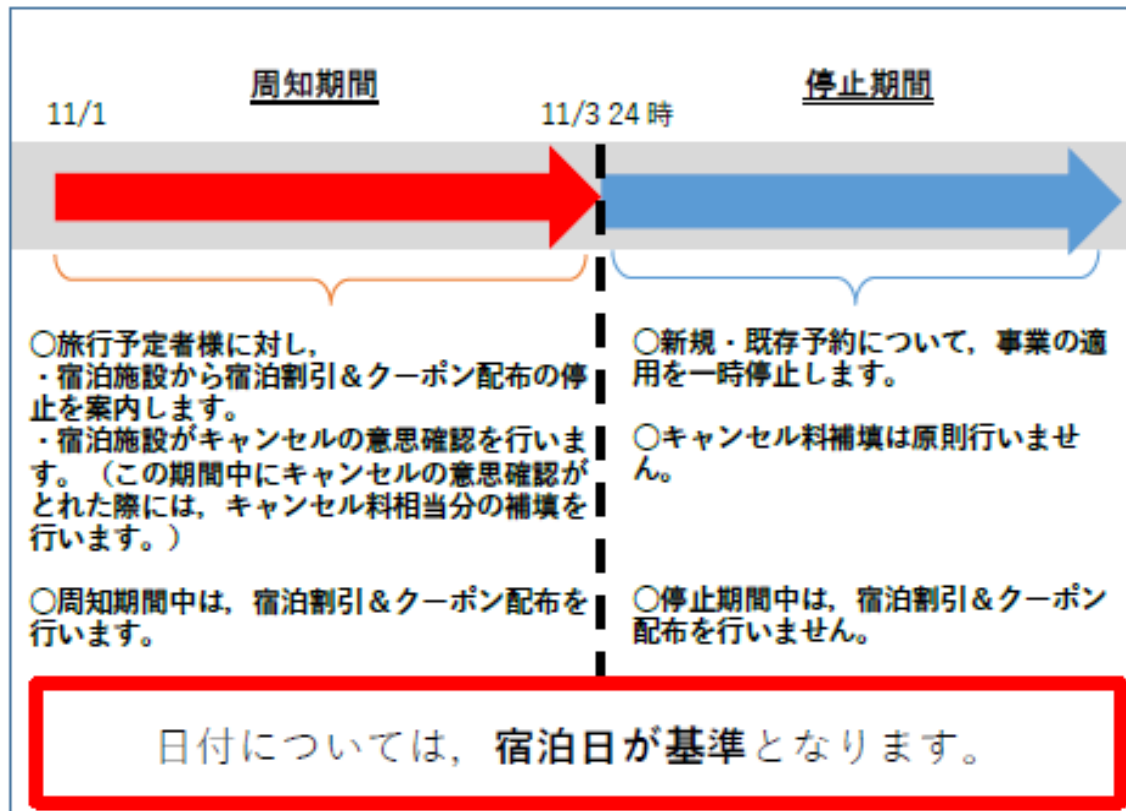 周知期間
停止期間
11/1
11/3 24 時
○旅行予定者様に対し，
・宿泊施設から宿泊割引＆クーポン配布の停
止を案内します。
・宿泊施設がキャンセルの意思確認を行いま
す。（この期間中にキャンセルの意思確認が
とれた際には，キャンセル料相当分の補填を
行います。）
○周知期間中は，宿泊割引＆クーポン配布を
行います。
○新規・既存予約について，事業の適
用を一時停止します。
○キャンセル料補填は原則行いませ
ん。
○停止期間中は，宿泊割引＆クーポン
配布を行いません。
日付については，宿泊日が基準となります。